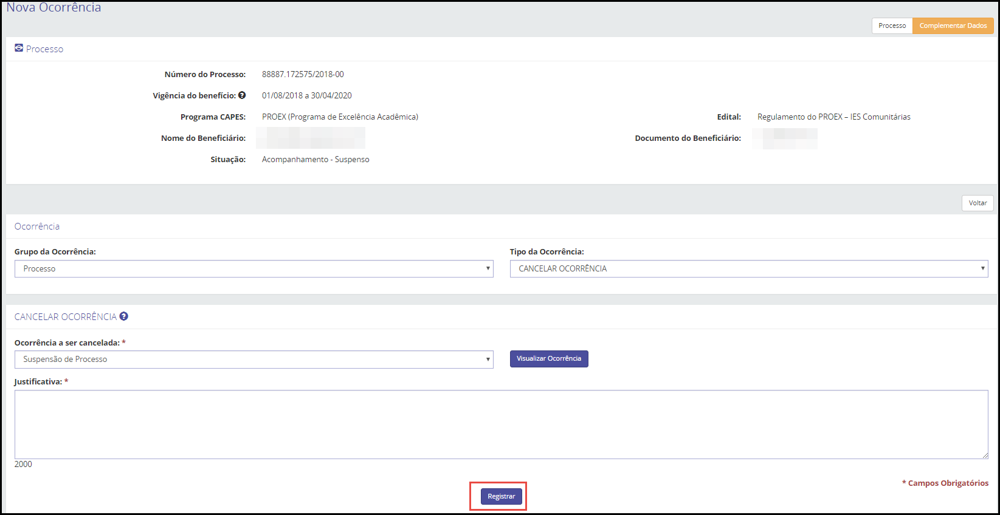 Nova Ocorrência
Processo Complementar Dados
Processo
Número do Processo: 88887.172575/2018-00
Vigência do benefício: 01/08/2018 a 30/04/2020
Programa CAPES: PROEX (Programa de Excelência Acadêmica) Edital: Regulamento do PROEX – IES Comunitárias
Nome do Beneficiário: Documento do Beneficiário:
Situação: Acompanhamento - Suspenso
Voltar
Ocorrência
Grupo da Ocorrência: Tipo da Ocorrência:
Processo CANCELAR OCORRÊNCIA
CANCELAR OCORRÊNCIA
Ocorrência a ser cancelada: *
Suspensão de Processo Visualizar Ocorrência
Justificativa: *
2000
* Campos Obrigatórios
Registrar